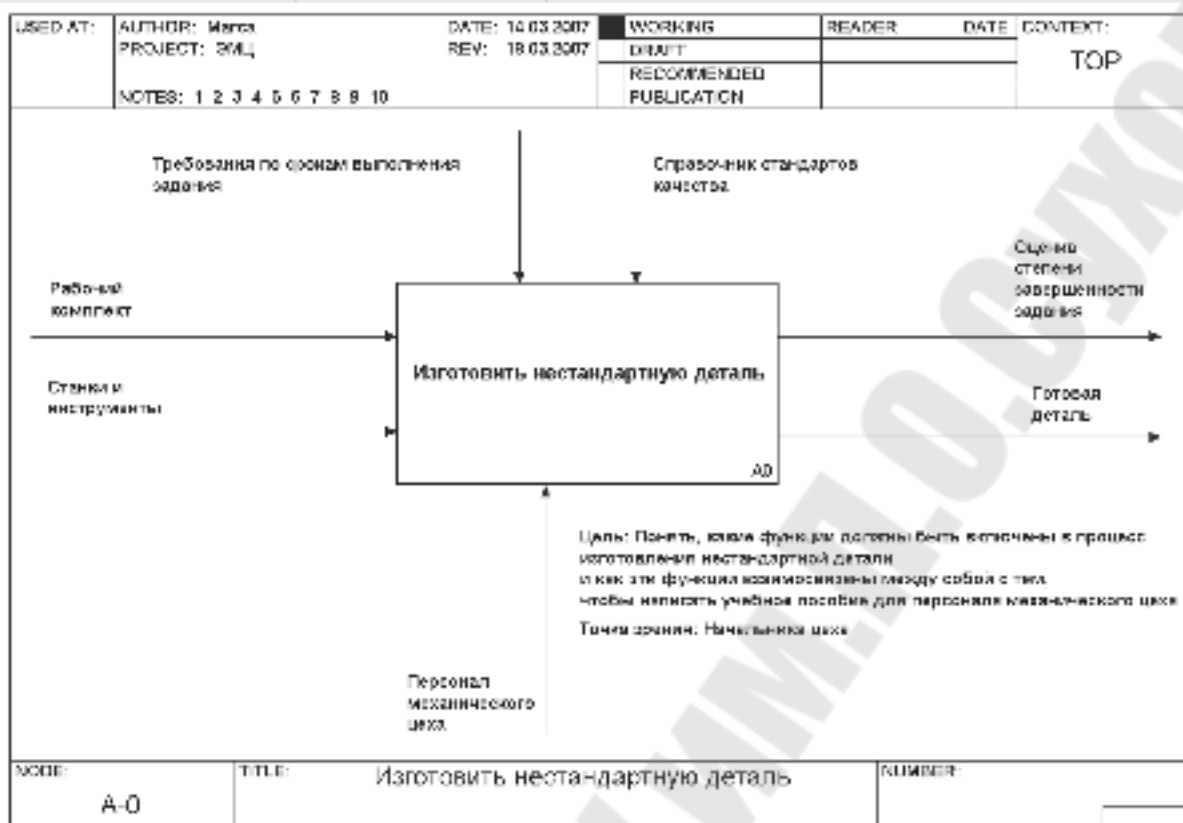 USED AT:
AUTHOR: Марса
DATE: 14.03.2007
PROJECT: ЭМЦ
REV: 18.03.2007
NOTES: 1 2 3 4 5 6 7 8 9 10
WORKING
DRAFT
RECOMMENDED
PUBLICATION
READER
DATE
CONTEXT:
TOP
Требования по срокам выполнения
задания
Справочник стандартов
качества
Рабочий
комплект
Оценка
степени
завершенности
задания
Изготовить нестандартную деталь
Станки и
инструменты
Готовая
деталь
A0
Цель: Понять, какие функции должны быть включены в процесс
изготовления нестандартной детали
и как эти функции взаимосвязаны между собой с тем,
чтобы написать учебное пособие для персонала механического цеха
Точка зрения: Начальника цеха
Персонал
механического
цеха
NODE:
A-0
TITLE:
Изготовить нестандартную деталь
NUMBER: